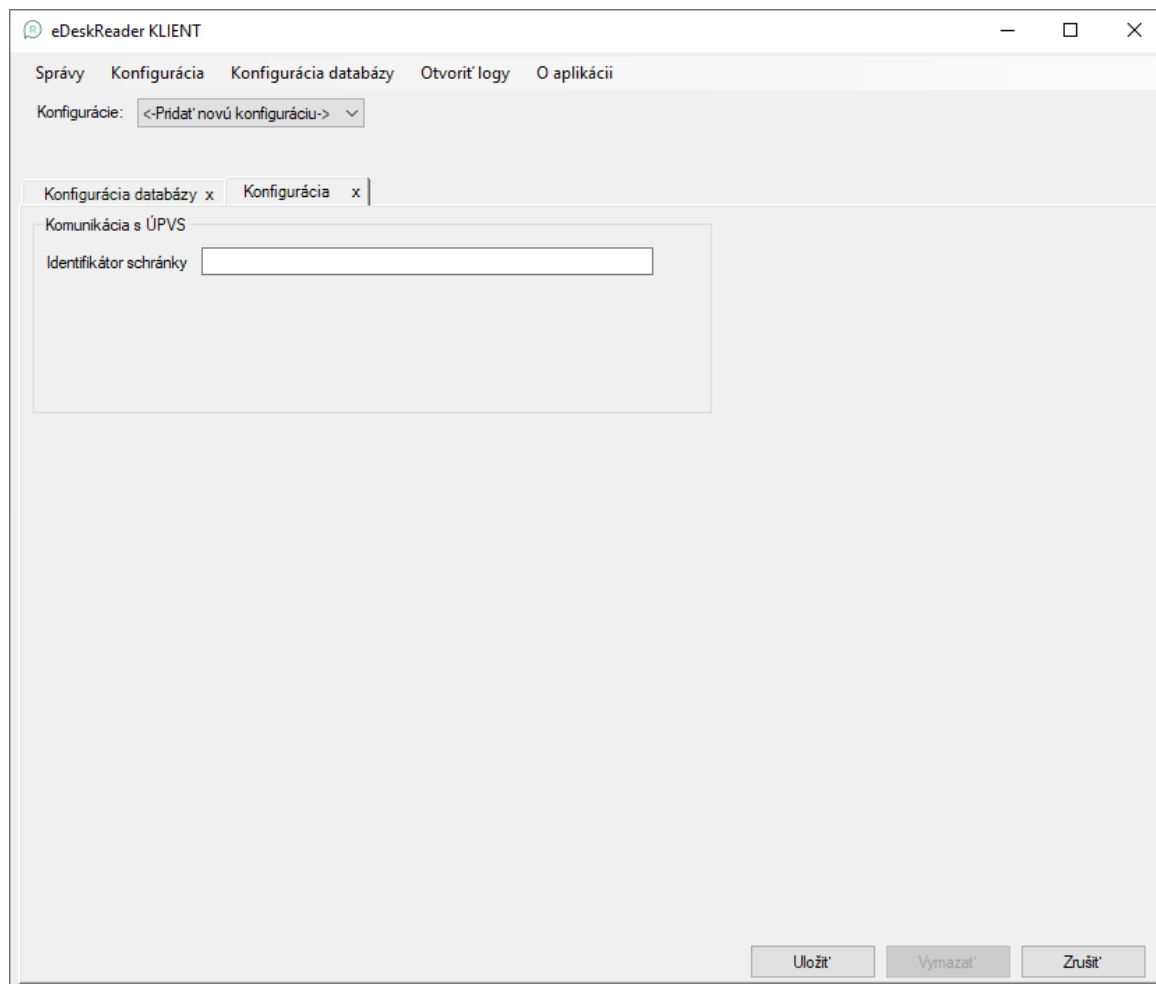 eDeskReader KLIENT
Správy Konfigurácia Konfigurácia databázy Otvoriť logy O aplikácii
Konfigurácie: <-Pridať novú konfiguráciu->
Konfigurácia databázy x Konfigurácia x
Komunikácia s ÚPVS
Identifikátor schránky
Uložiť Vymazať Zrušiť